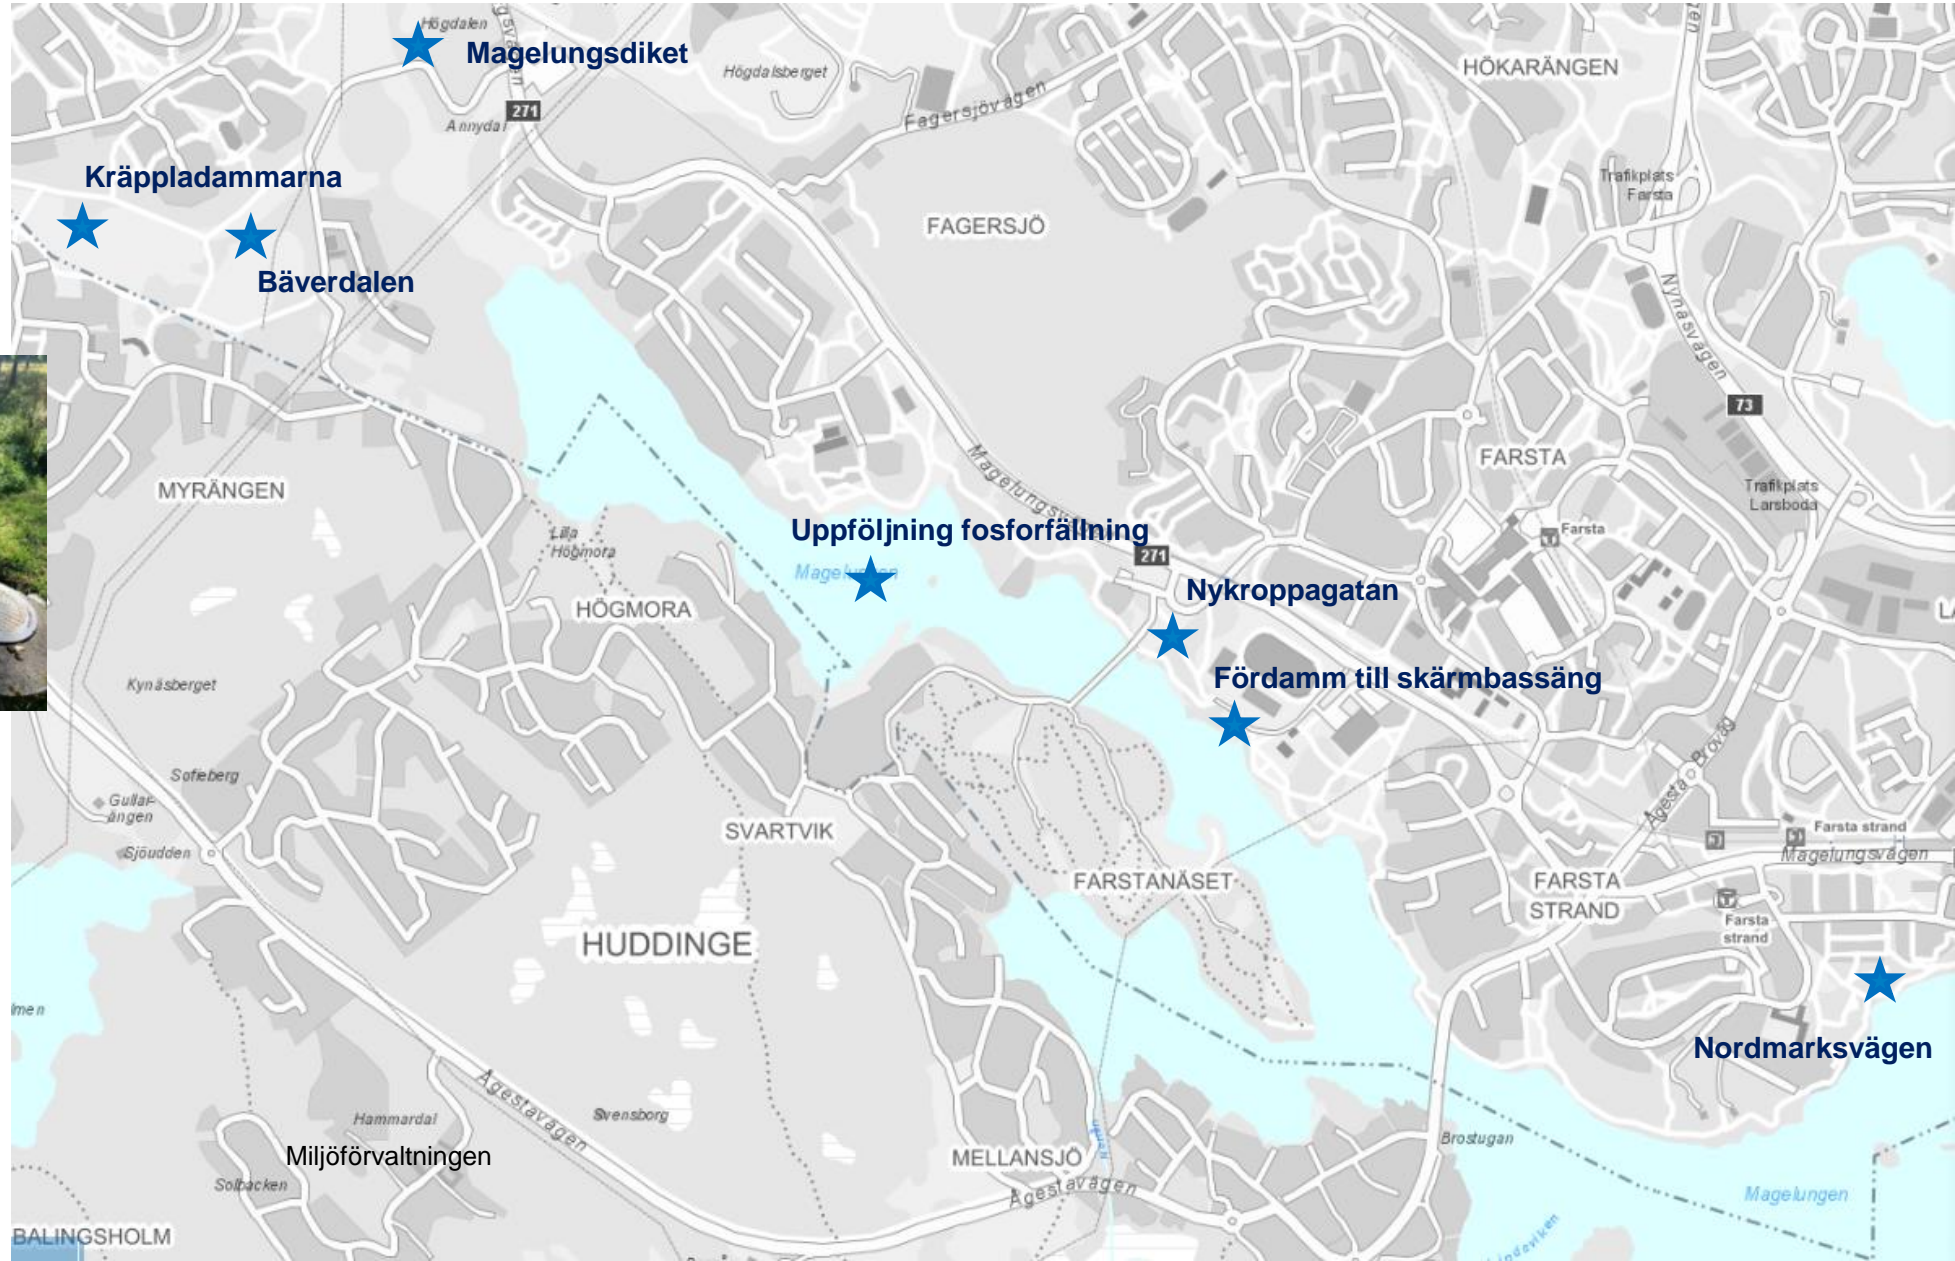 Högdalen
Magelungsdiket
Högdalsberget
HÖKARÄNGEN
271
Annydal
Fagersjövägen
Kräppladammarna
Trafikplats
Farsta
FAGERSJÖ
Bäverdalen
Nynäsvägen
73
FARSTA
MYRÄNGEN
Magelungsvägen
Trafikplats
Larsboda
Uppföljning fosforfällning
Farsta
Lilla
Högmora
271
Magelungen
Nykroppagatan
HÖGMORA
Fördamm till skärmbassäng
Kynäsberget
Ågesta Broväg
Sofieberg
Gullar-
ängen
SVARTVIK
Farsta strand
Sjöudden
Magelungsvägen
FARSTANÄSET
FARSTA
STRAND
Farsta
strand
HUDDINGE
Nordmarksvägen
Ågestavägen
Hammardal
Svensborg
Brostugan
Miljöförvaltningen
MELLANSJÖ
Solbacken
Ågestavägen
Magelungen
BALINGSHOLM